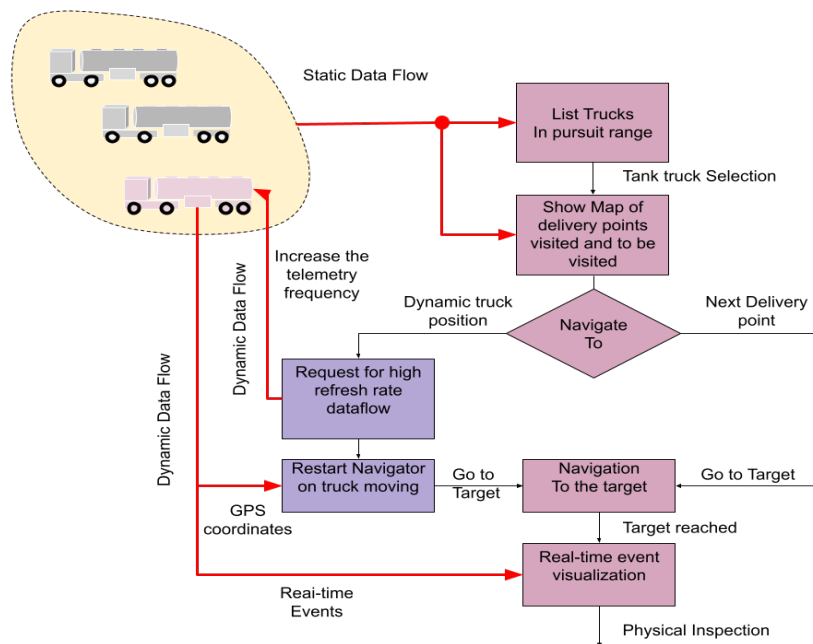 Static Data Flow
List Trucks
In pursuit range
Tank truck Selection
Show Map of
delivery points
visited and to be
visited
Increase the
telemetry
frequency
Dynamic Data Flow
Dynamic Data Flow
Dynamic truck
position
Navigate
To
Next Delivery
point
Request for high
refresh rate
dataflow
Restart Navigator
on truck moving
Go to
Target
Navigation
To the target
Go to Target
GPS
coordinates
Target reached
Real-time event
visualization
Reai-time
Events
Physical Inspection